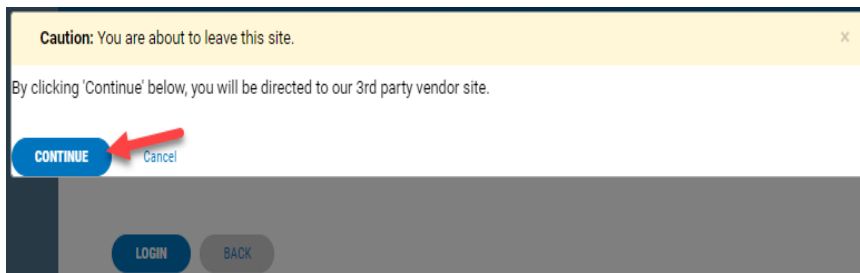 Caution: You are about to leave this site.
×
By clicking 'Continue' below, you will be directed to our 3rd party vendor site.
CONTINUE Cancel
LOGIN BACK